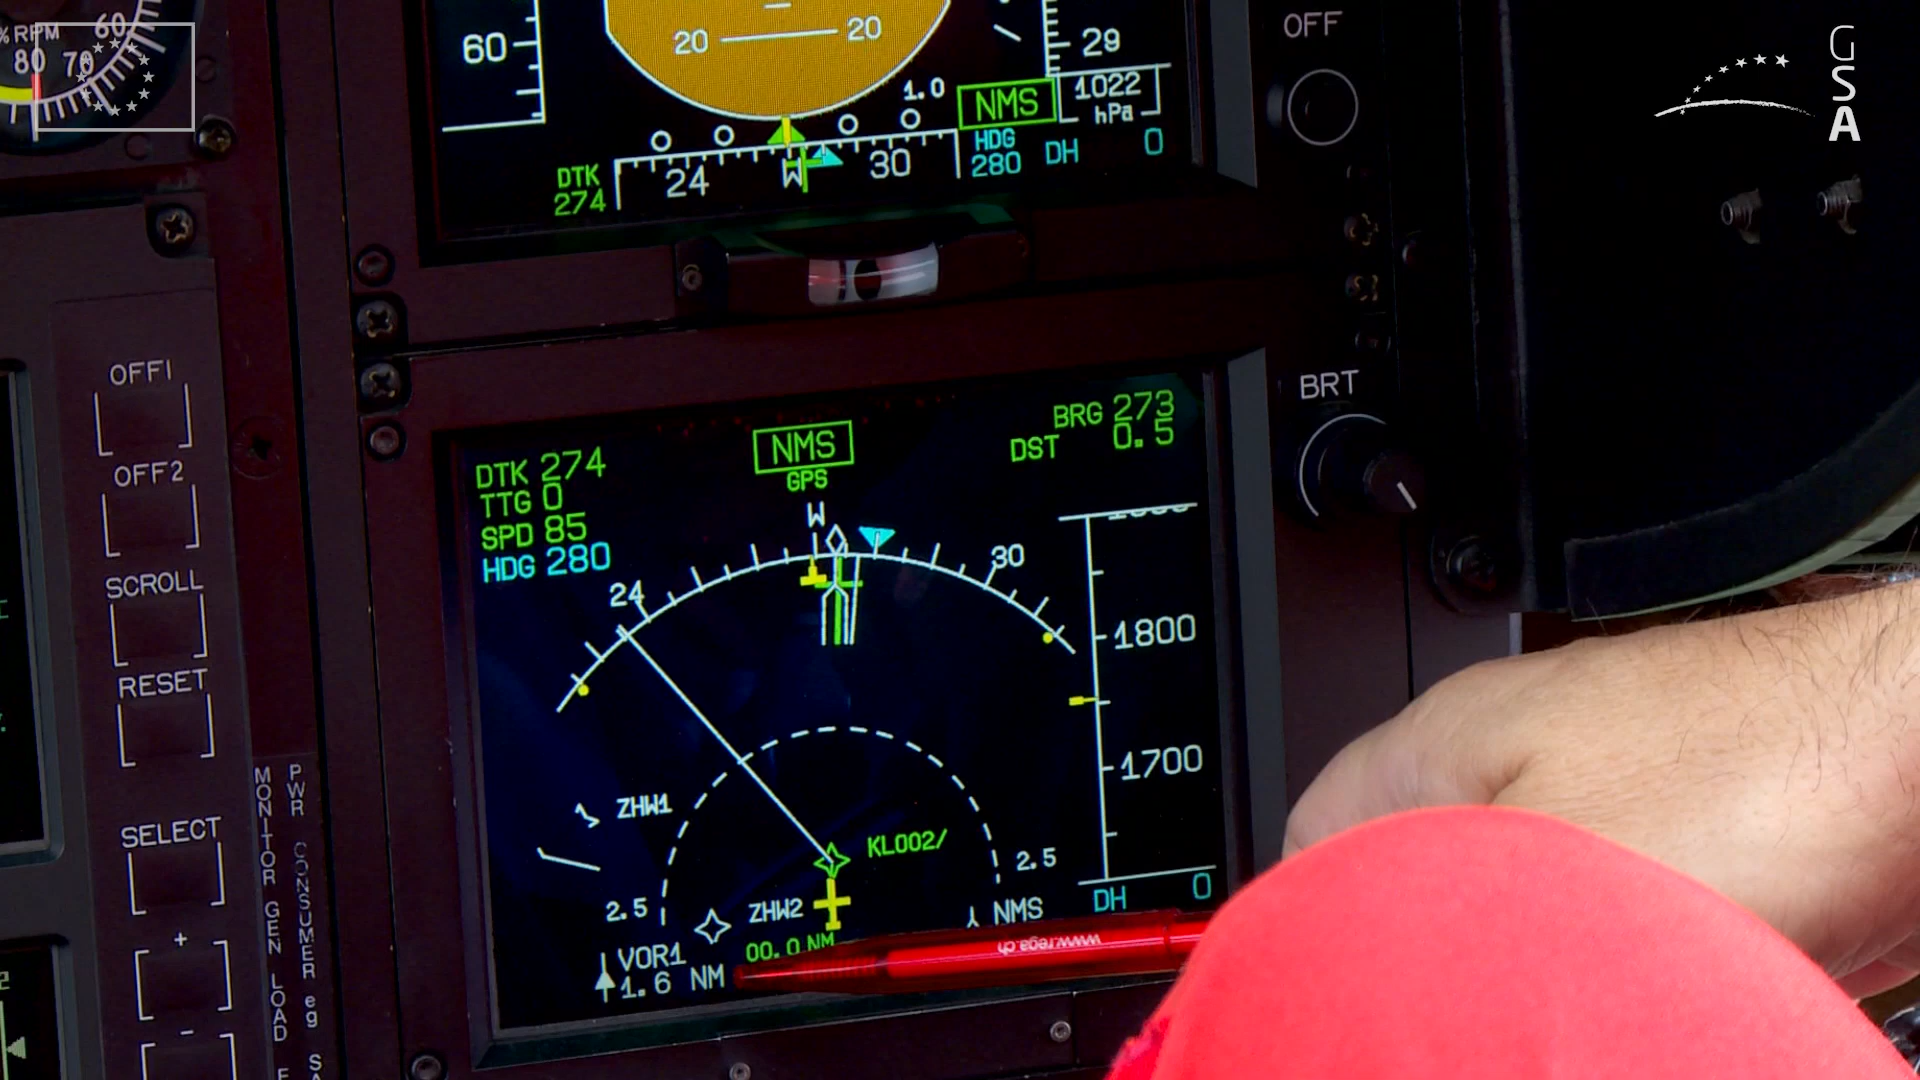 % RPM
60
80 70
60
20 20
29
1.0
NMS
1022
hPa
HDG
280
DH 0
DTK
274
24 W 30
OFF
GSA
OFF1
OFF2
SCROLL
RESET
SELECT
+
-
MONITOR GEN LOAD
PWR CONSUMER eg
BRT
DTK 274
TTG 0
SPD 85
HDG 280
NMS
GPS
BRG 273
DST 0.5
W
24
30
1800
1700
ZHW1
KL002/
2.5
2.5
ZHW2
NMS
DH 0
VOR1
1.6 NM
00.0 NM
www.rega.ch